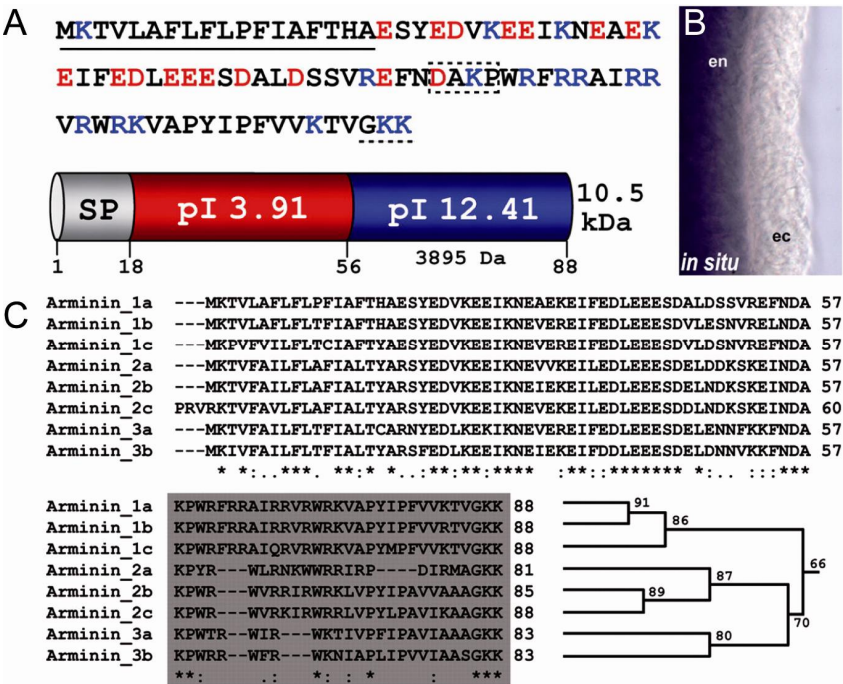 A
MKTVLAFLFLPFIAFTHAESYEDVKEEIKNEAEK
EIFEDLEEESDALDSSVREFNDAKPWRFRRAIRR
VRWRKVAPYIPFVVKTVGKK
SP pI 3.91 pI 12.41 10.5 kDa
1 18 56 3895 Da 88
B
en
ec
in situ
C
Arminin_1a ---MKTVLAFLFLPFIAFTHAESYEDVKEEIKNEAEKEIFEDLEEESDALDSSVREFNDA 57
Arminin_1b ---MKTVLAFLFLTFIAFTHAESYEDVKEEIKNEVEREIFEDLEEESDVLESNVRELNDA 57
Arminin_1c ---MKPVFVILFLTCIAFTYAESYEDVKEEIKNEVEREIFEDLEEESDVLDSNVREFNDA 57
Arminin_2a ---MKTVFAILFLAFIALTYARSYEDVKEEIKNEVVKEILEDLEEESDELDDKSKEINDA 57
Arminin_2b ---MKTVFAILFLAFIALTYARSYEDVKEEIKNEIEKEILEDLEEESDELNDKSKEINDA 57
Arminin_2c PRVRKTVFAVLFLAFIALTYARSYEDVKEEIKNEIEKEILEDLEEESDELNDKSKEINDA 60
Arminin_3a ---MKTVFAILFLTFIALTCARNYEDLKEEIKNEVEREIFEDLEEESDELENNFKKFNDA 57
Arminin_3b ---MKIVFAILFLTFIALTYARSFEDLKEEIKNEIEKEIFDDLEEESDELDNNVKKFNDA 57
* *:..***. **:* *..:**:**:**** :**::******* *:.. :::***
Arminin_1a KPWRFRRAIRRVRWRKVAPYIPFVVKTVGKK 88
Arminin_1b KPWRFRRAIRRVRWRKVAPYIPFVVRTVGKK 88
Arminin_1c KPWRFRRAIQRVRWRKVAPYMPFVVKTVGKK 88
Arminin_2a KPYR---WLRNKWWRRIRP----DIRMAGKK 81
Arminin_2b KPWR---WVRRIRWRKLVPYIPAVVAAAGKK 85
Arminin_2c KPWR---WVRRKIRWRRLVPYLPAVIKAAGKK 88
Arminin_3a KPWTR--WIR---WKTIVPFIPAVIAAAGKK 83
Arminin_3b KPWRR--WFR---WKNIAPLIPVVIAASGKK 83
**: .: *: : * : ***
91
86
66
87
89
70
80